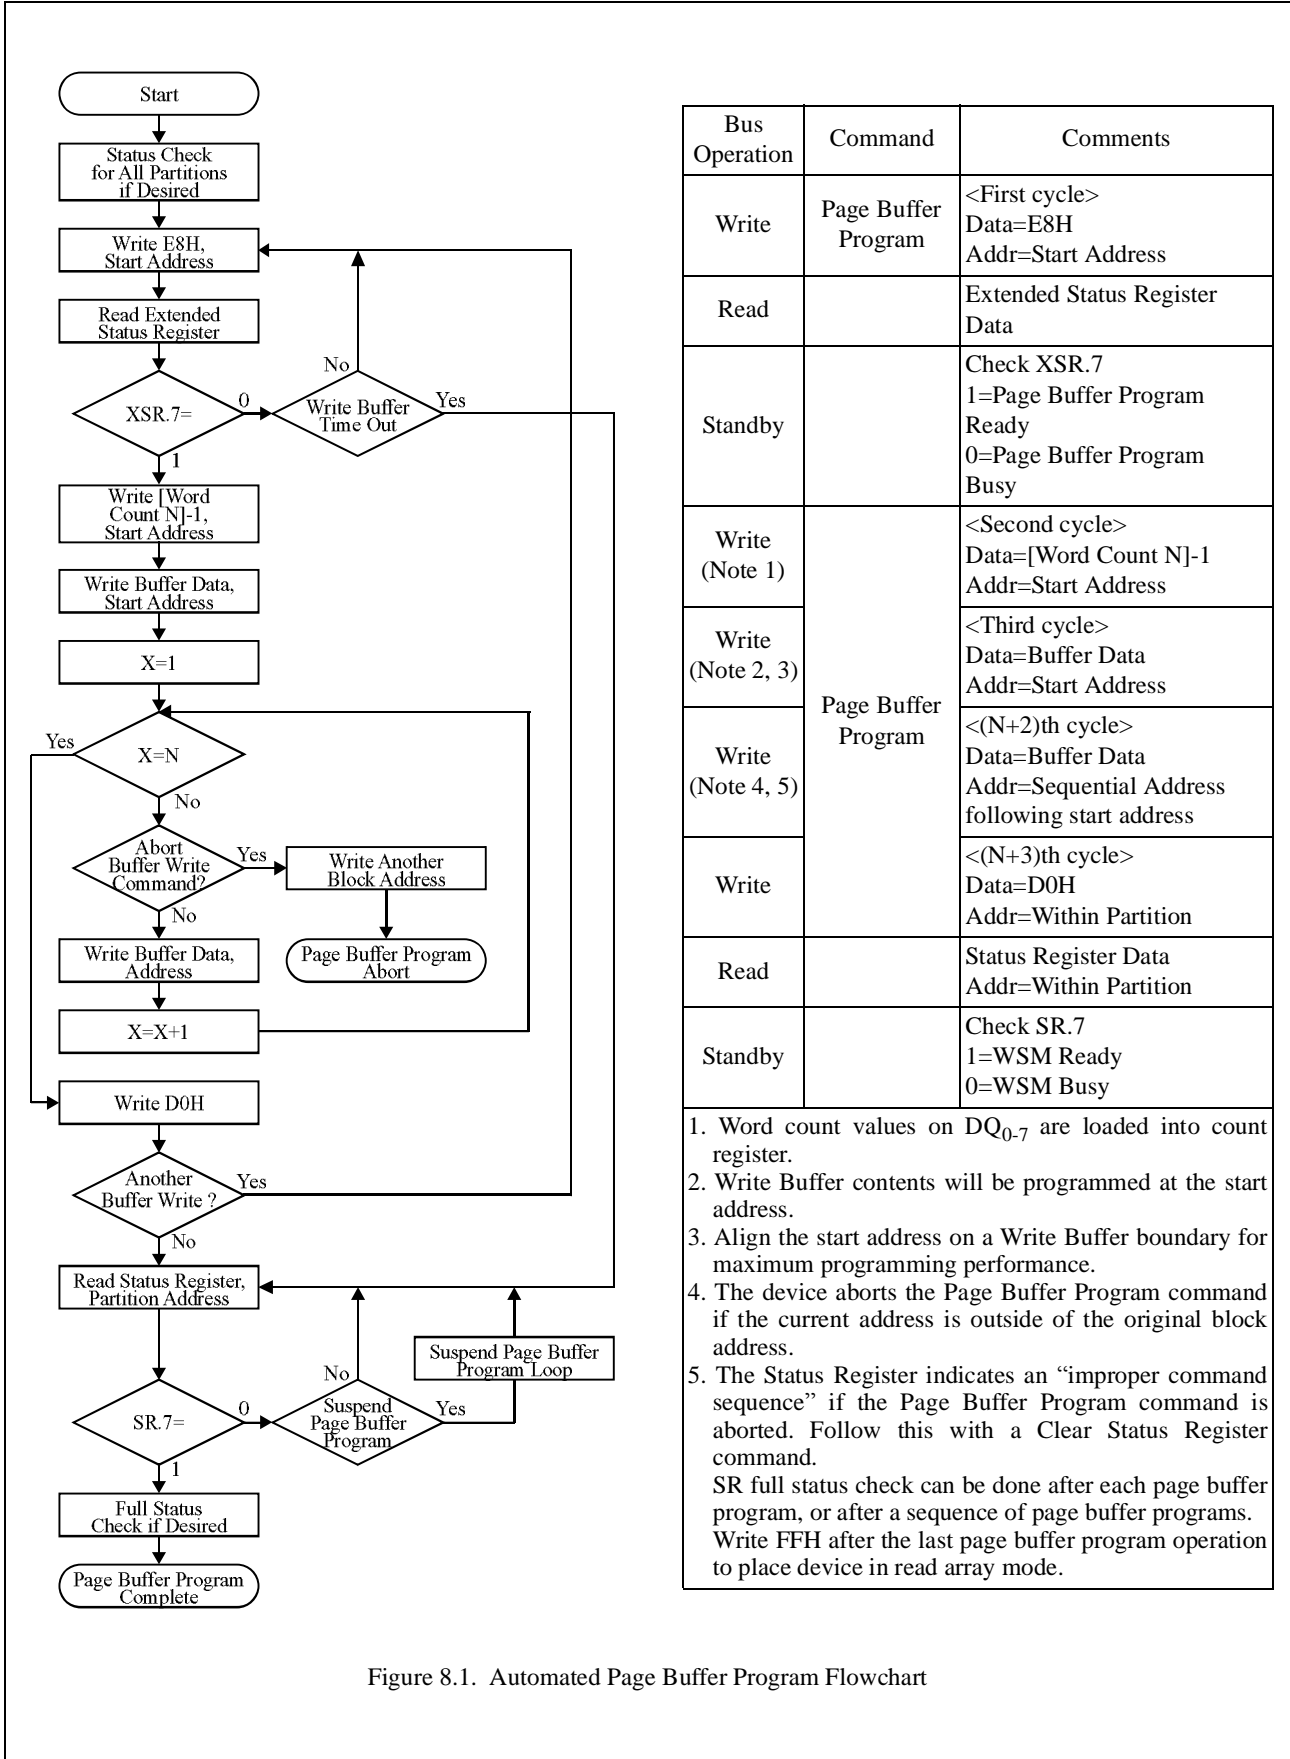 Start
Status Check
for All Partitions
if Desired
Write E8H,
Start Address
Read Extended
Status Register
XSR.7=
0
1
Write Buffer
Time Out
No
Yes
Write [Word
Count N]-1,
Start Address
Write Buffer Data,
Start Address
X=1
X=N
Yes
No
Abort
Buffer Write
Command?
Yes
No
Write Another
Block Address
Page Buffer Program
Abort
Write Buffer Data,
Address
X=X+1
Write D0H
Another
Buffer Write ?
Yes
No
Read Status Register,
Partition Address
SR.7=
0
1
Suspend
Page Buffer
Program
No
Yes
Suspend Page Buffer
Program Loop
Full Status
Check if Desired
Page Buffer Program
Complete
Bus
Operation
Command
Comments
Write
Page Buffer
Program
<First cycle>
Data=E8H
Addr=Start Address
Read
Extended Status Register
Data
Standby
Check XSR.7
1=Page Buffer Program
Ready
0=Page Buffer Program
Busy
Write
(Note 1)
Page Buffer
Program
<Second cycle>
Data=[Word Count N]-1
Addr=Start Address
Write
(Note 2, 3)
<Third cycle>
Data=Buffer Data
Addr=Start Address
Write
(Note 4, 5)
<(N+2)th cycle>
Data=Buffer Data
Addr=Sequential Address
following start address
Write
<(N+3)th cycle>
Data=D0H
Addr=Within Partition
Read
Status Register Data
Addr=Within Partition
Standby
Check SR.7
1=WSM Ready
0=WSM Busy
1. Word count values on DQ0-7 are loaded into count
register.
2. Write Buffer contents will be programmed at the start
address.
3. Align the start address on a Write Buffer boundary for
maximum programming performance.
4. The device aborts the Page Buffer Program command
if the current address is outside of the original block
address.
5. The Status Register indicates an “improper command
sequence” if the Page Buffer Program command is
aborted. Follow this with a Clear Status Register
command.
SR full status check can be done after each page buffer
program, or after a sequence of page buffer programs.
Write FFH after the last page buffer program operation
to place device in read array mode.
Figure 8.1. Automated Page Buffer Program Flowchart